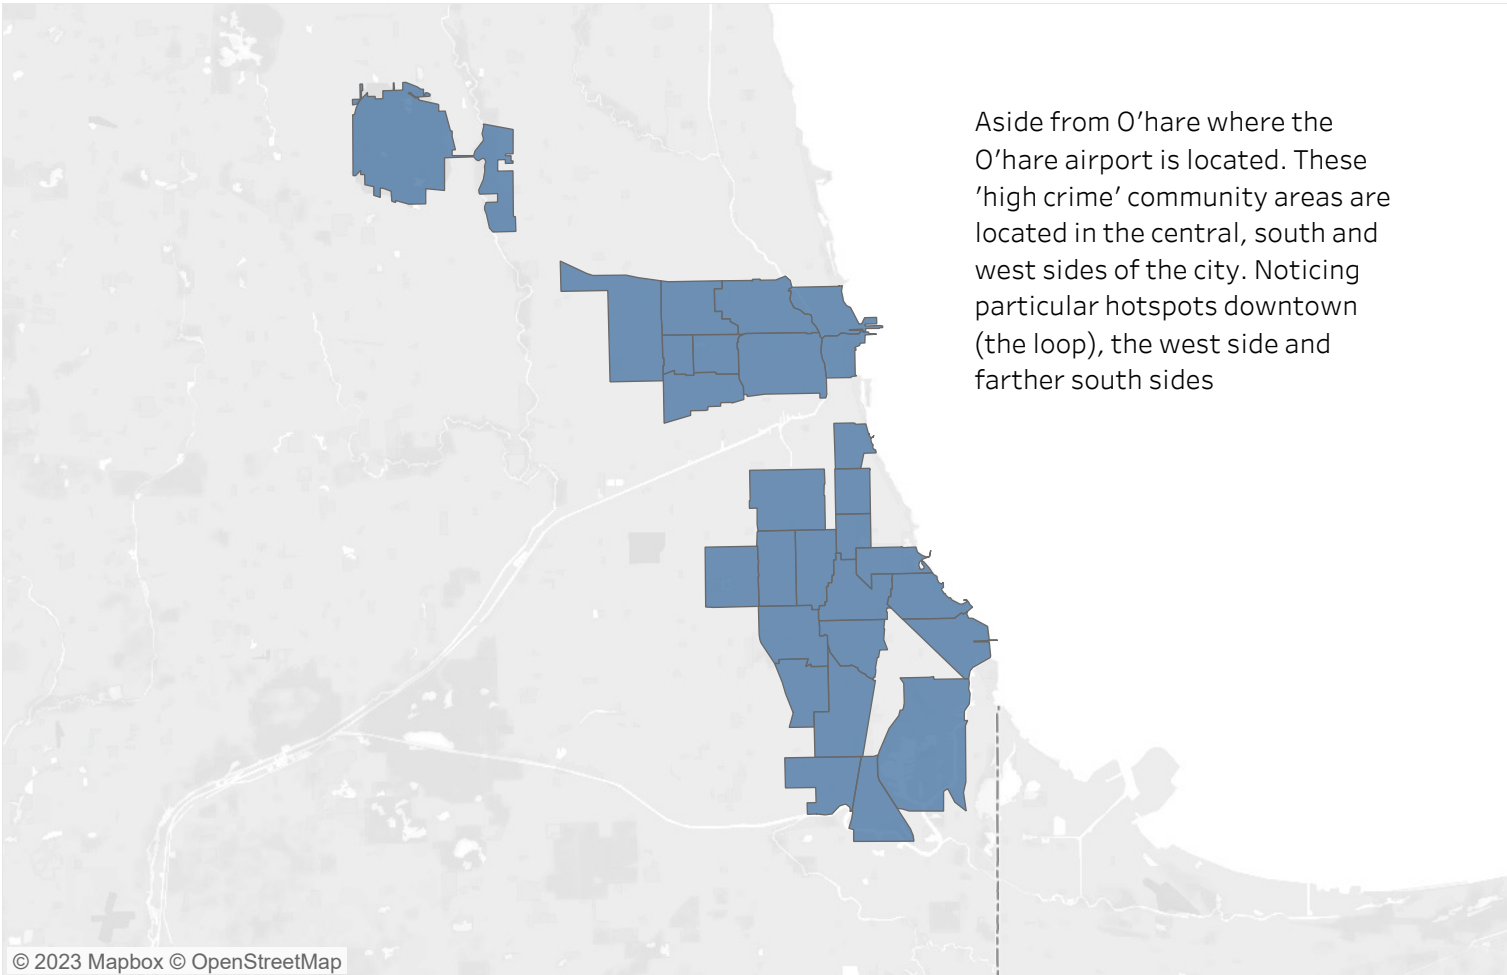 Aside from O'hare where the
O'hare airport is located. These
'high crime' community areas are
located in the central, south and
west sides of the city. Noticing
particular hotspots downtown
(the loop), the west side and
farther south sides
© 2023 Mapbox © OpenStreetMap